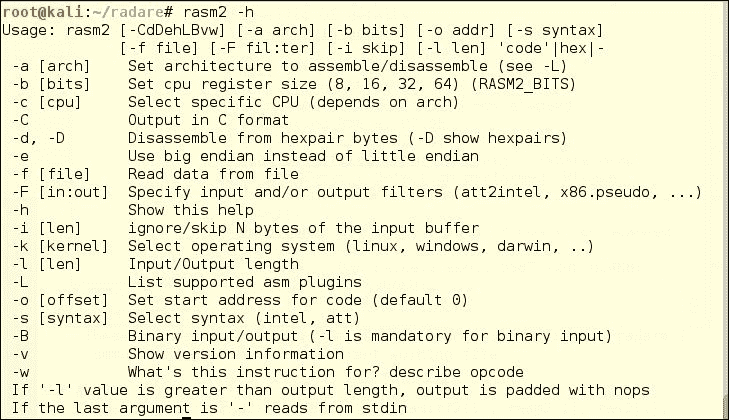 root@kali:~/radare# rasm2 -h
Usage: rasm2 [-CdDehLBvw] [-a arch] [-b bits] [-o addr] [-s syntax]
[-f file] [-F fil:ter] [-i skip] [-l len] 'code'|hex|-
-a [arch] Set architecture to assemble/disassemble (see -L)
-b [bits] Set cpu register size (8, 16, 32, 64) (RASM2_BITS)
-c [cpu] Select specific CPU (depends on arch)
-C Output in C format
-d, -D Disassemble from hexpair bytes (-D show hexpairs)
-e Use big endian instead of little endian
-f [file] Read data from file
-F [in:out] Specify input and/or output filters (att2intel, x86.pseudo, ...)
-h Show this help
-i [len] ignore/skip N bytes of the input buffer
-k [kernel] Select operating system (linux, windows, darwin, ..)
-l [len] Input/Output length
-L List supported asm plugins
-o [offset] Set start address for code (default 0)
-s [syntax] Select syntax (intel, att)
-B Binary input/output (-l is mandatory for binary input)
-v Show version information
-w What's this instruction for? describe opcode
If '-l' value is greater than output length, output is padded with nops
If the last argument is '-' reads from stdin